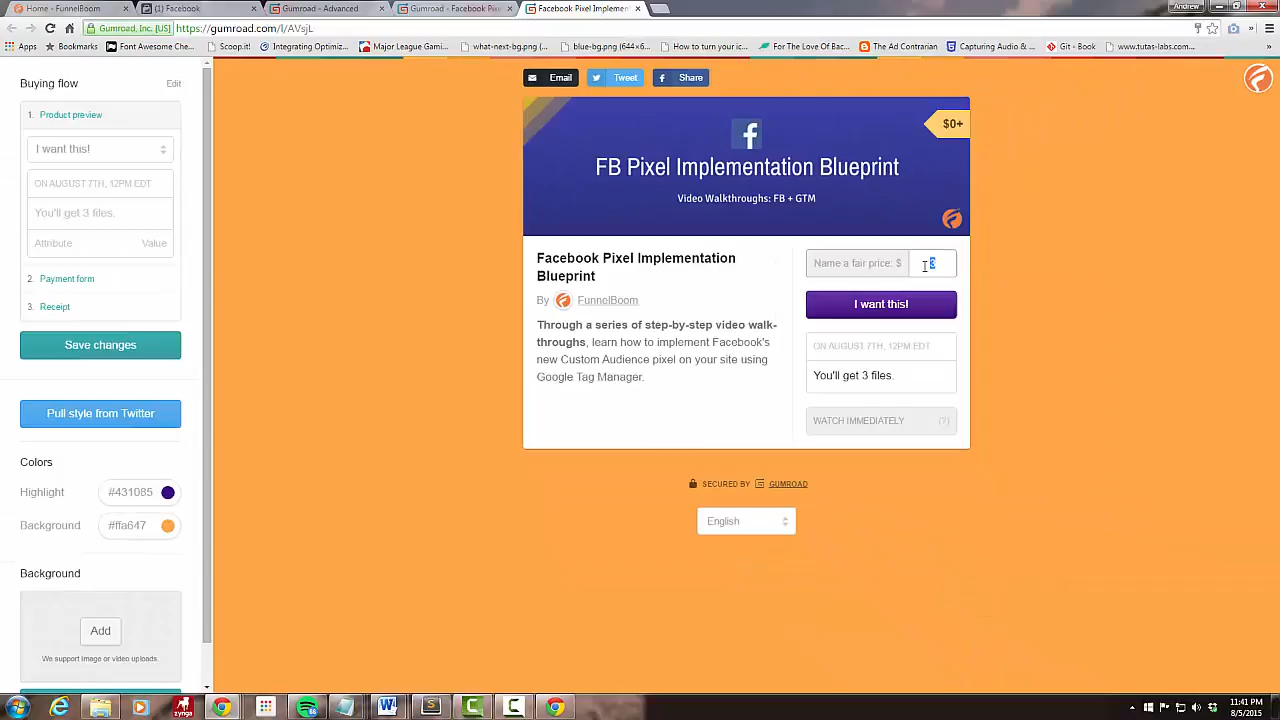 Home - FunnelBoom
(1) Facebook
Gumroad - Advanced
Gumroad - Facebook Pixe
Facebook Pixel Implement
Andrew
Gumroad, Inc. [US]
https://gumroad.com/l/AVsjL
Apps
Bookmarks
Font Awesome Che...
Scoop.it!
Integrating Optimiz...
Major League Gami...
what-next-bg.png (...
blue-bg.png (644×6...
How to turn your ic...
For The Love Of Bac...
The Ad Contrarian
Capturing Audio &...
Git - Book
www.tutas-labs.com...
Buying flow
Edit
1. Product preview
I want this!
ON AUGUST 7TH, 12PM EDT
You'll get 3 files.
Attribute
Value
2. Payment form
3. Receipt
Save changes
Pull style from Twitter
Colors
Highlight
#431085
Background
#ffa647
Background
Add
We support image or video uploads.
Email
Tweet
Share
$0+
FB Pixel Implementation Blueprint
Video Walkthroughs: FB + GTM
Facebook Pixel Implementation
Blueprint
By FunnelBoom
Through a series of step-by-step video walk-
throughs, learn how to implement Facebook's
new Custom Audience pixel on your site using
Google Tag Manager.
Name a fair price: $
3
I want this!
ON AUGUST 7TH, 12PM EDT
You'll get 3 files.
WATCH IMMEDIATELY
(?)
SECURED BY GUMROAD
English
zynga
11:41 PM
8/5/2015